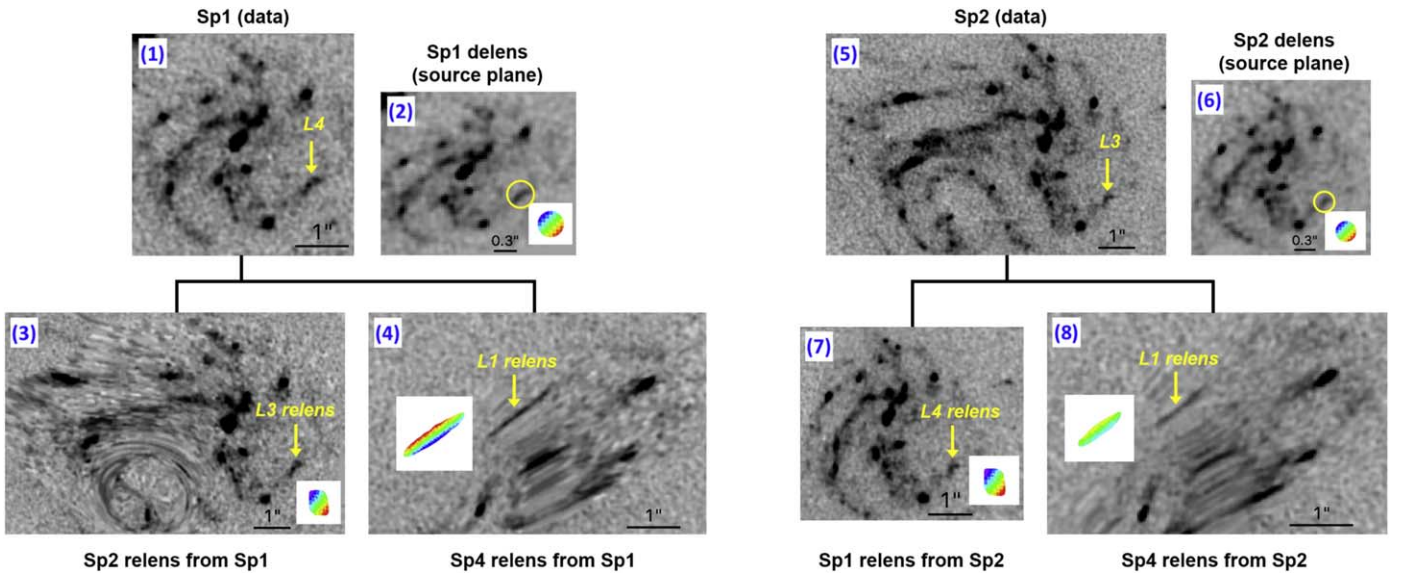 Sp1 (data)
(1)
L4
1"
Sp1 delens
(source plane)
(2)
0.3"
Sp2 (data)
(5)
L3
1"
Sp2 delens
(source plane)
(6)
0.3"
(3)
L3 relens
1"
Sp2 relens from Sp1
(4)
L1 relens
1"
Sp4 relens from Sp1
(7)
L4 relens
1"
Sp1 relens from Sp2
(8)
L1 relens
1"
Sp4 relens from Sp2